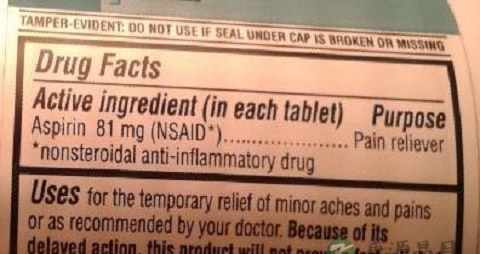 TAMPER-EVIDENT: DO NOT USE IF SEAL UNDER CAP IS BROKEN OR MISSING
Drug Facts
Active ingredient (in each tablet) Purpose
Aspirin 81 mg (NSAID*)..................... Pain reliever
*nonsteroidal anti-inflammatory drug
Uses for the temporary relief of minor aches and pains
or as recommended by your doctor. Because of its
delayed action, this product will not